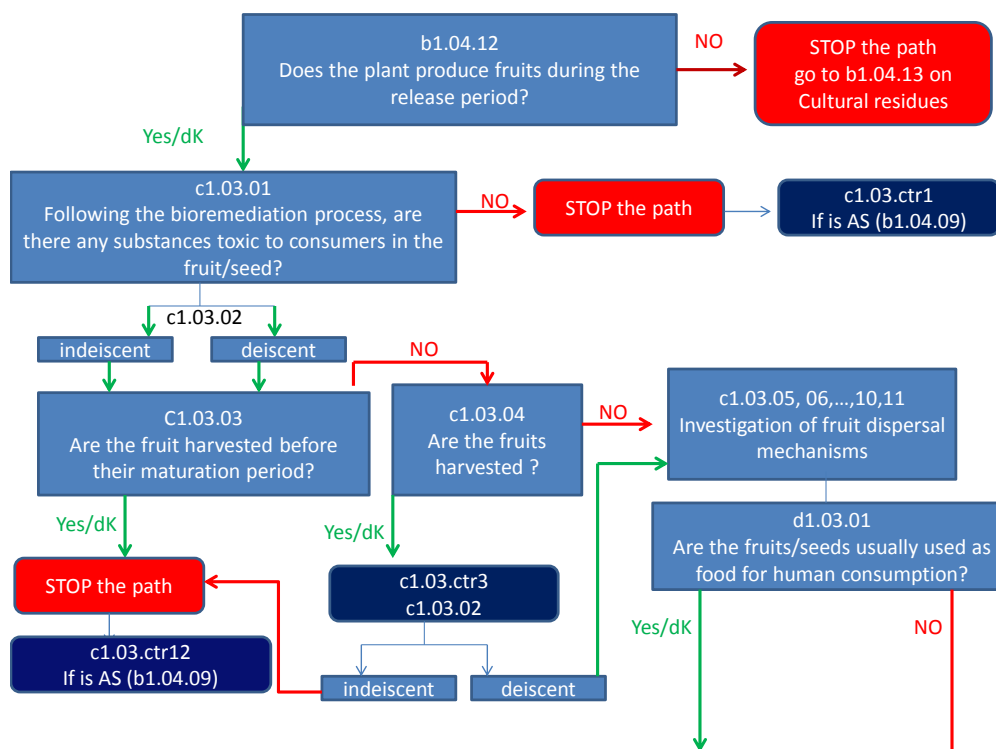 b1.04.12
Does the plant produce fruits during the
release period?
NO
STOP the path
go to b1.04.13 on
Cultural residues
Yes/dK
c1.03.01
Following the bioremediation process, are
there any substances toxic to consumers in the
fruit/seed?
NO
STOP the path
c1.03.ctr1
If is AS (b1.04.09)
c1.03.02
indeiscent
deiscent
NO
C1.03.03
Are the fruit harvested before
their maturation period?
c1.03.04
Are the fruits
harvested ?
NO
c1.03.05, 06,...,10,11
Investigation of fruit dispersal
mechanisms
Yes/dK
Yes/dK
d1.03.01
Are the fruits/seeds usually used as
food for human consumption?
STOP the path
c1.03.ctr3
c1.03.02
Yes/dK
NO
c1.03.ctr12
If is AS (b1.04.09)
indeiscent
deiscent